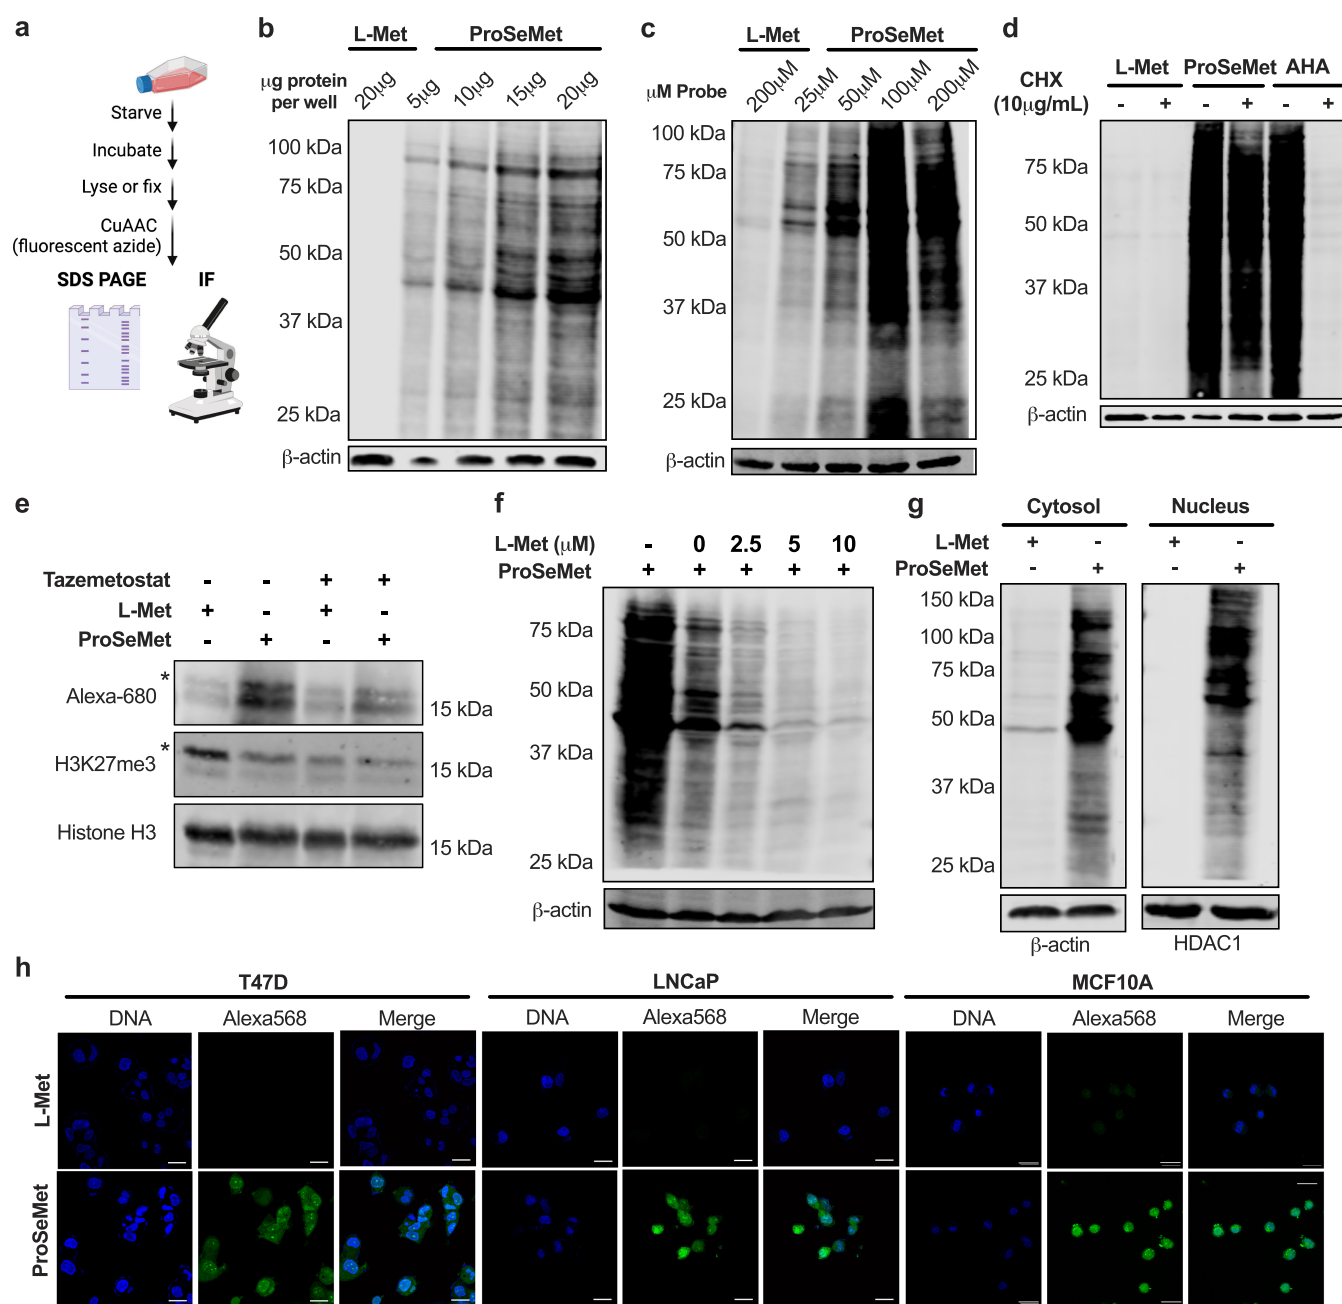 a
Starve
Incubate
Lyse or fix
CuAAC
(fluorescent azide)
SDS PAGE IF
b
L-Met ProSeMet
μg protein
per well
20μg 5μg 10μg 15μg 20μg
100 kDa
75 kDa
50 kDa
37 kDa
25 kDa
β-actin
c
L-Met ProSeMet
μM Probe
200μM 25μM 50μM 100μM 200μM
100 kDa
75 kDa
50 kDa
37 kDa
25 kDa
β-actin
d
CHX
(10μg/mL)
L-Met ProSeMet AHA
- + - + - +
75 kDa
50 kDa
37 kDa
25 kDa
β-actin
e
Tazemetostat - - + +
L-Met + - + -
ProSeMet - + - +
Alexa-680 * 15 kDa
H3K27me3 * 15 kDa
Histone H3 15 kDa
f
L-Met (μM) - 0 2.5 5 10
ProSeMet + + + + +
75 kDa
50 kDa
37 kDa
25 kDa
β-actin
g
Cytosol Nucleus
L-Met + - + -
ProSeMet - + - +
150 kDa
100 kDa
75 kDa
50 kDa
37 kDa
25 kDa
β-actin HDAC1
h
T47D LNCaP MCF10A
DNA Alexa568 Merge DNA Alexa568 Merge DNA Alexa568 Merge
L-Met
ProSeMet